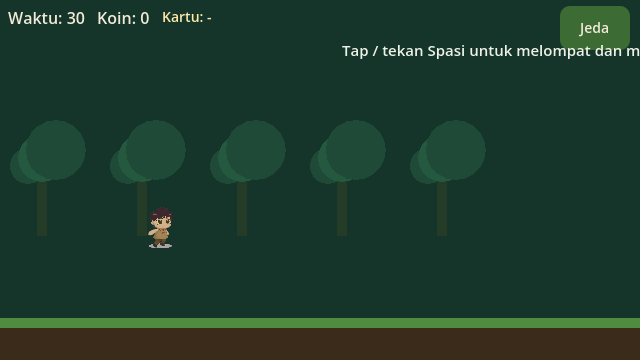 Waktu: 30 Koin: 0 Kartu: -
Jeda
Tap / tekan Spasi untuk melompat dan m